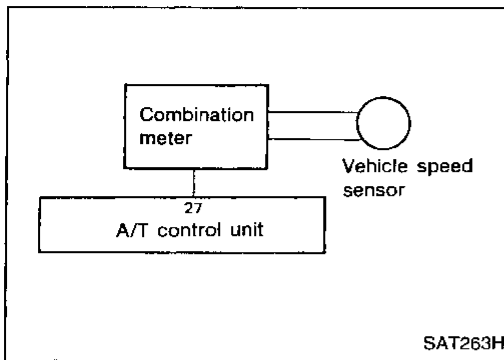 Combination
meter
Vehicle speed
sensor
27
A/T control unit
SAT263H